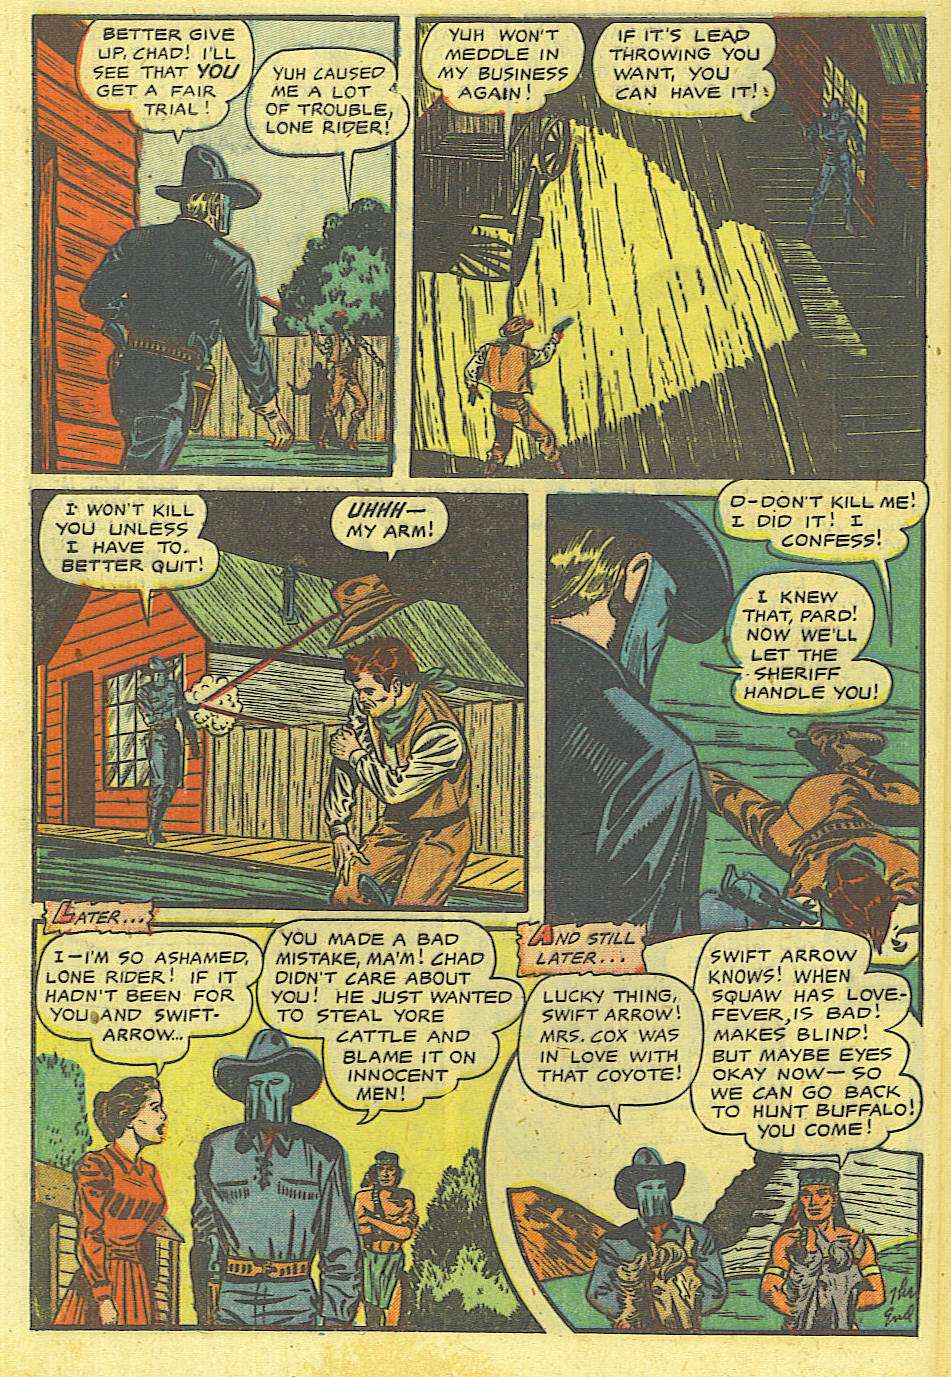 BETTER GIVE
UP, CHAD! I'LL
SEE THAT YOU
GET A FAIR
TRIAL!
YUH CAUSED
ME A LOT
OF TROUBLE,
LONE RIDER!
YUH WON'T
MEDDLE IN
MY BUSINESS
AGAIN!
IF IT'S LEAD
THROWING YOU
WANT, YOU
CAN HAVE IT!
I WON'T KILL
YOU UNLESS
I HAVE TO.
BETTER QUIT!
UHHH—
MY ARM!
D-DON'T KILL ME!
I DID IT! I
CONFESS!
I KNEW
THAT, PARD!
NOW WE'LL
LET THE
SHERIFF
HANDLE YOU!
LATER...
I—I'M SO ASHAMED,
LONE RIDER! IF IT
HADN'T BEEN FOR
YOU AND SWIFT-
ARROW...
YOU MADE A BAD
MISTAKE, MA'M! CHAD
DIDN'T CARE ABOUT
YOU! HE JUST WANTED
TO STEAL YORE
CATTLE AND
BLAME IT ON
INNOCENT
MEN!
AND STILL
LATER...
LUCKY THING,
SWIFT ARROW!
MRS. COX WAS
IN LOVE WITH
THAT COYOTE!
SWIFT ARROW
KNOWS! WHEN
SQUAW HAS LOVE-
FEVER, IS BAD!
MAKES BLIND!
BUT MAYBE EYES
OKAY NOW—SO
WE CAN GO BACK
TO HUNT BUFFALO!
YOU COME!
The
End